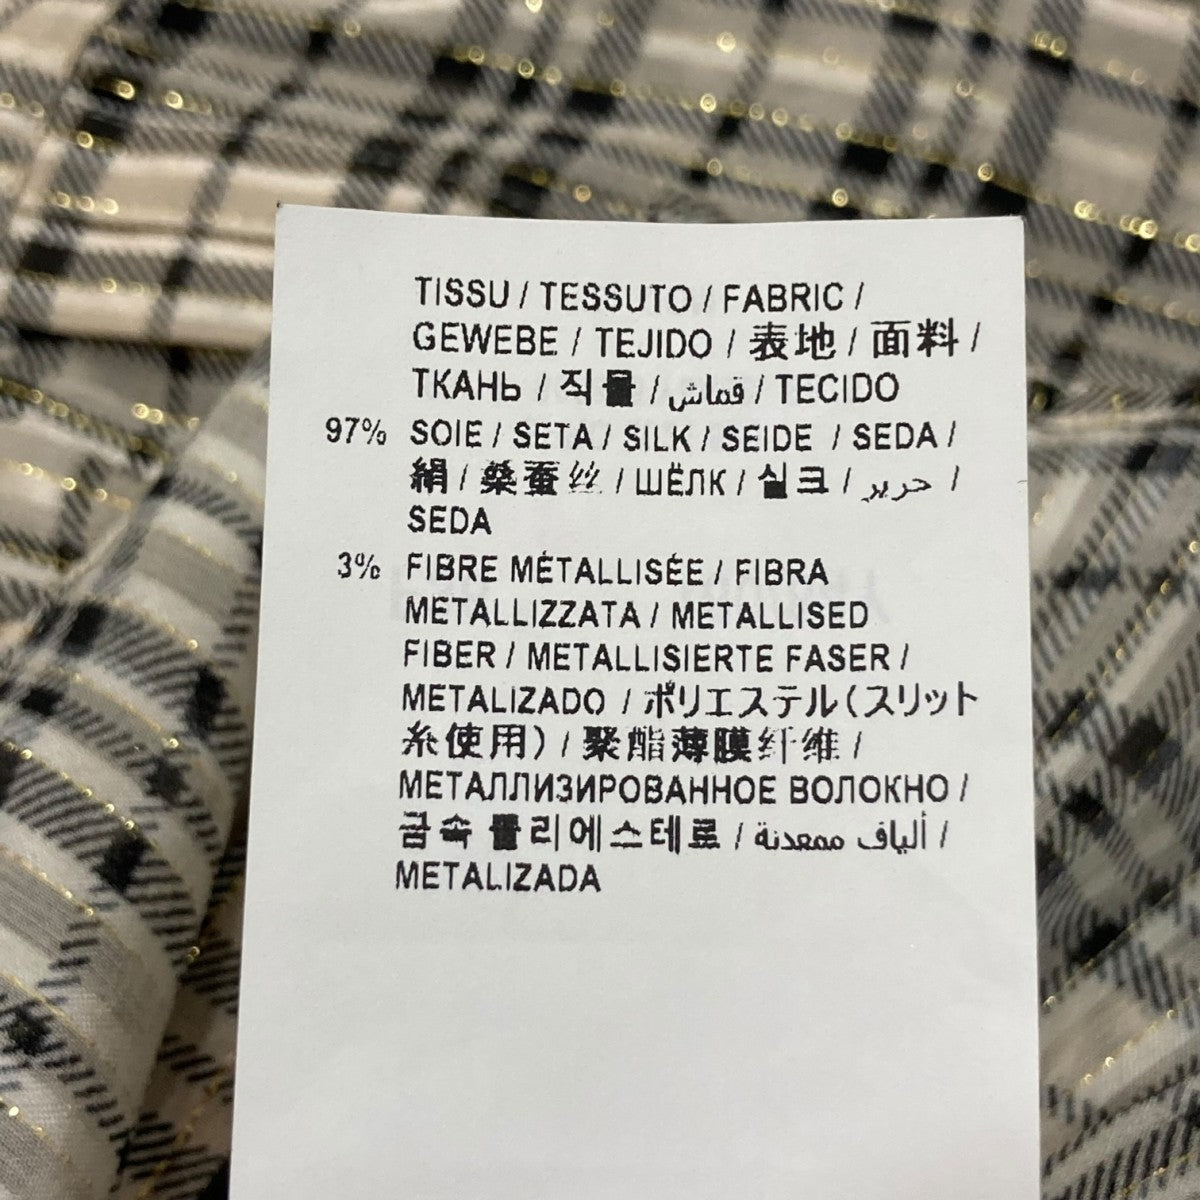 TISSU / TESSUTO / FABRIC /
GEWEBE / TEJIDO / 表地 / 面料 /
ТКАНЬ / 직물 / قماش / TECIDO
97% SOIE / SETA / SILK / SEIDE / SEDA /
絹 / 桑蚕丝 / ШЁЛК / 실크 / حرير /
SEDA
3% FIBRE MÉTALLISÉE / FIBRA
METALLIZZATA / METALLISED
FIBER / METALLISIERTE FASER /
METALIZADO / ポリエステル(スリット
糸使用) / 聚酯薄膜纤维 /
МЕТАЛЛИЗИРОВАННОЕ ВОЛОКНО /
금속 폴리에스테르 / ألياف ممعدنة /
METALIZADA